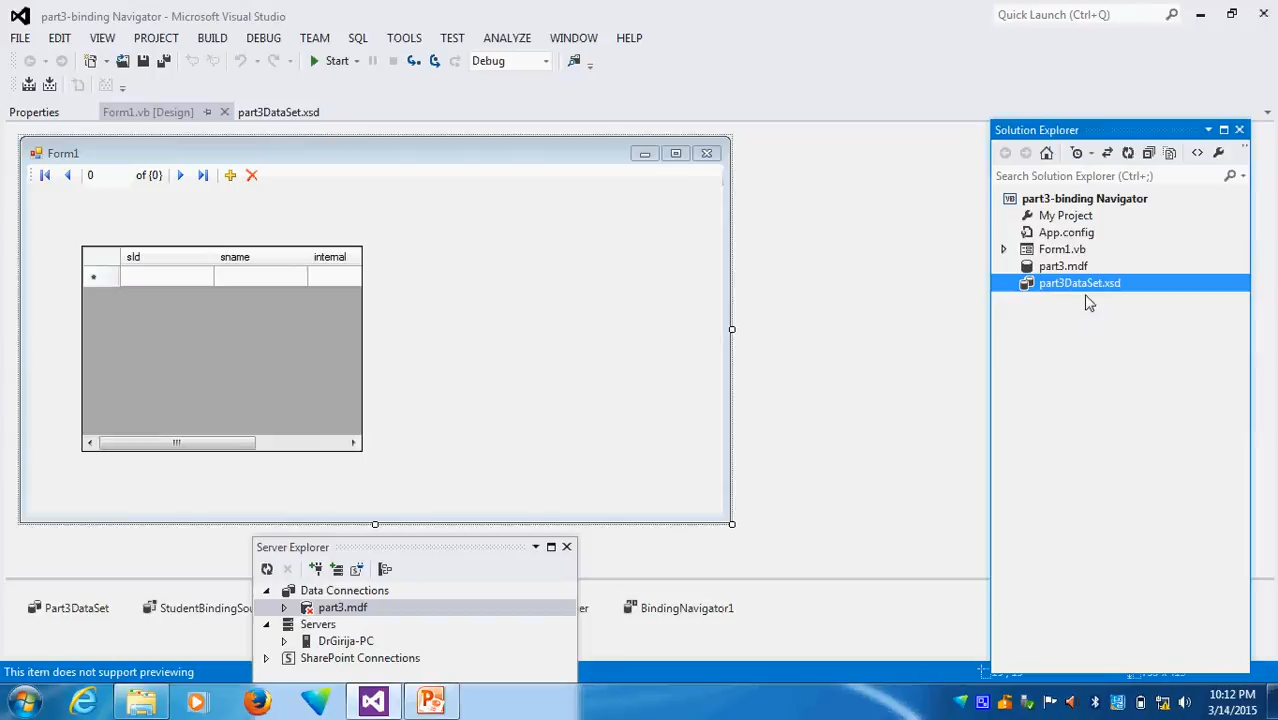 part3-binding Navigator - Microsoft Visual Studio
Quick Launch (Ctrl+Q)
FILE EDIT VIEW PROJECT BUILD DEBUG TEAM SQL TOOLS TEST ANALYZE WINDOW HELP
Start Debug
Properties Form1.vb [Design] part3DataSet.xsd
Form1
0 of {0}
sId sname internal
*
Solution Explorer
Search Solution Explorer (Ctrl+;)
part3-binding Navigator
My Project
App.config
Form1.vb
part3.mdf
part3DataSet.xsd
Server Explorer
Data Connections
part3.mdf
Servers
DrGirija-PC
SharePoint Connections
Part3DataSet BindingNavigator1
This item does not support previewing
10:12 PM
3/14/2015